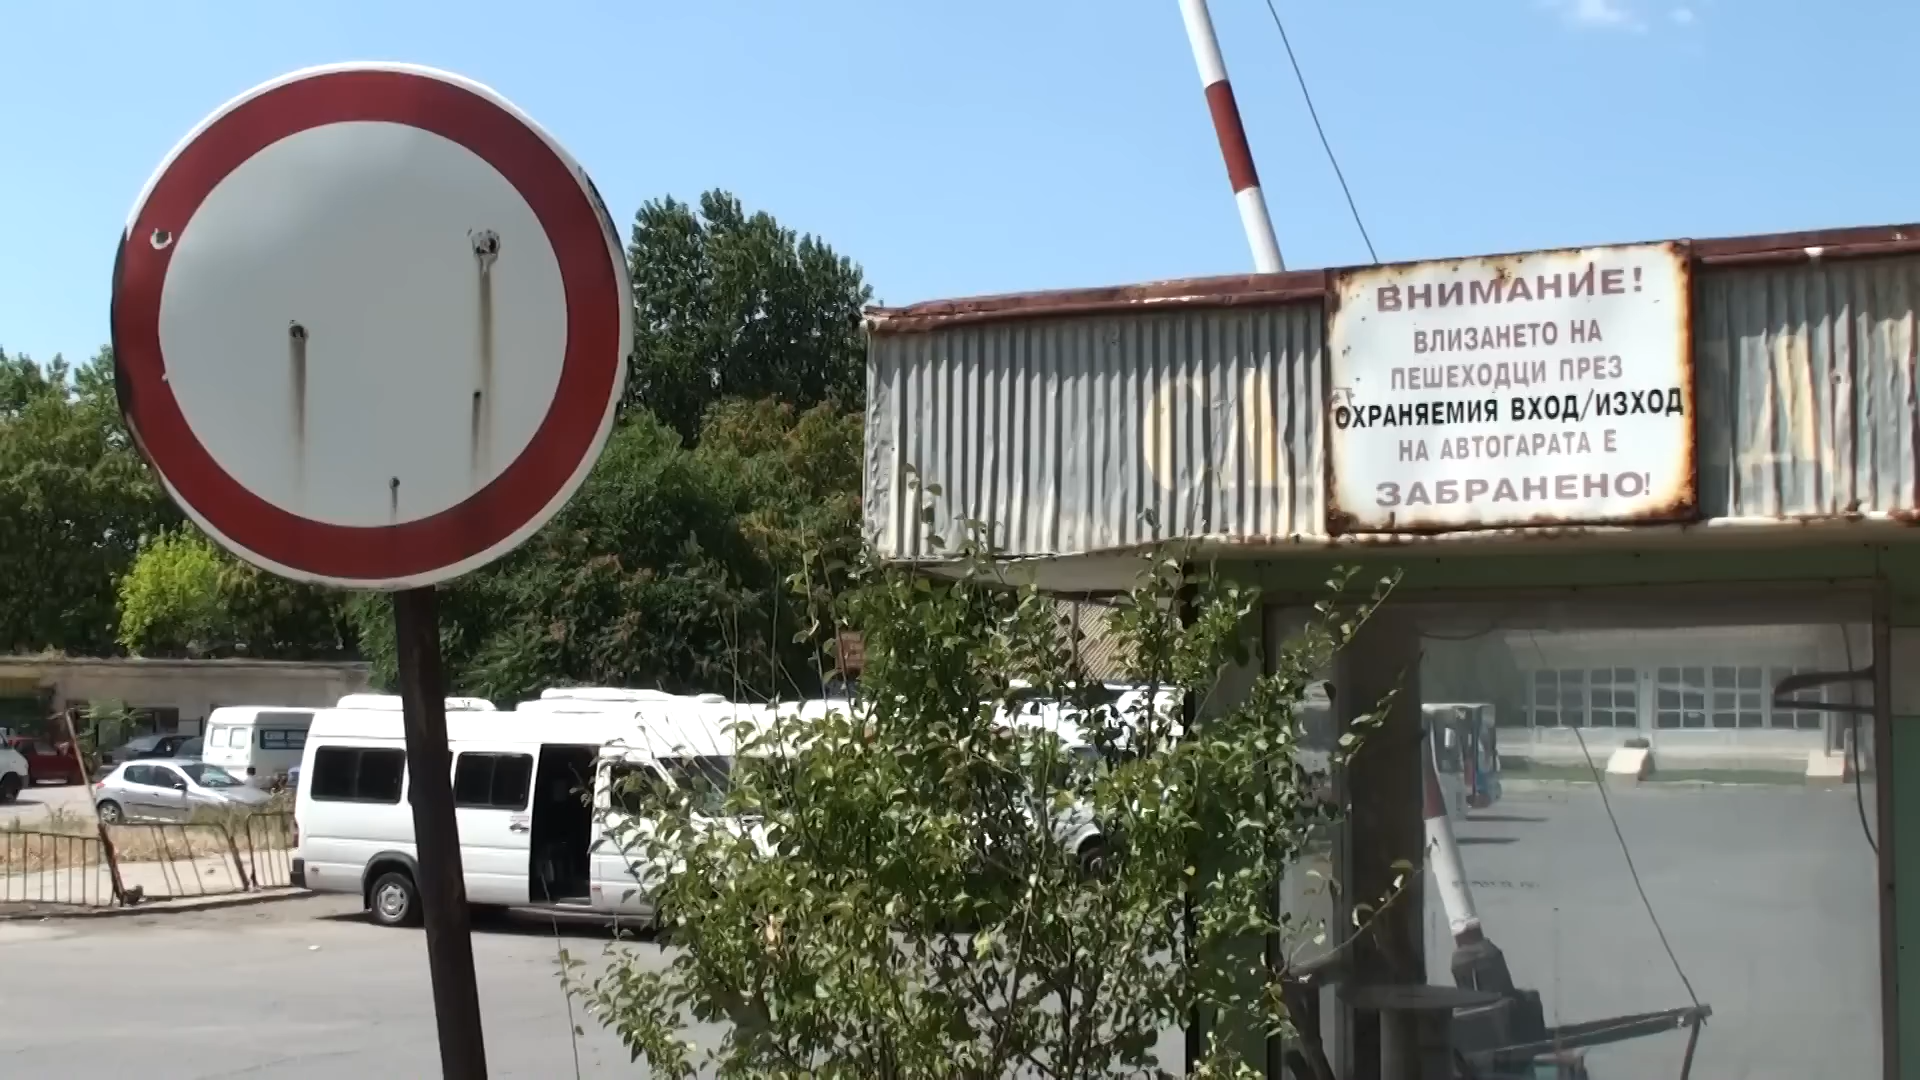 ВНИМАНИЕ!
ВЛИЗАНЕТО НА
ПЕШЕХОДЦИ ПРЕЗ
ОХРАНЯЕМИЯ ВХОД/ИЗХОД
НА АВТОГАРАТА Е
ЗАБРАНЕНО!